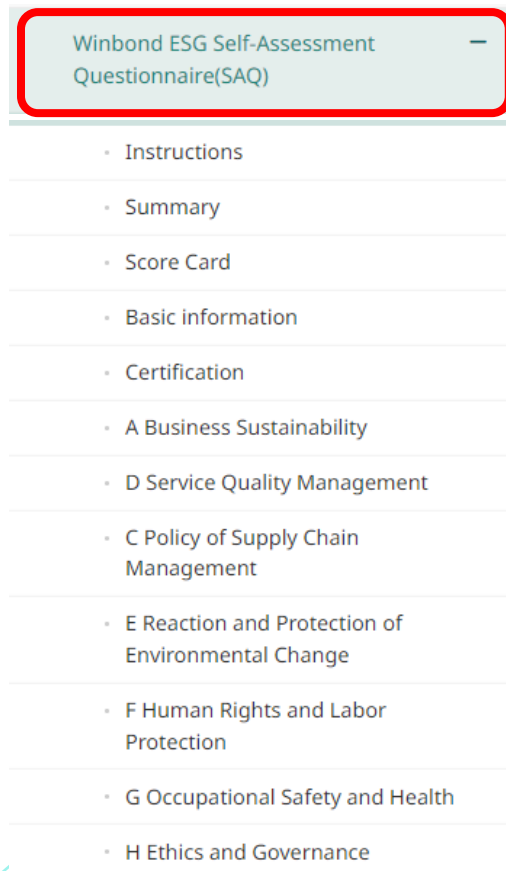 Winbond ESG Self-Assessment
Questionnaire(SAQ)
Instructions
Summary
Score Card
Basic information
Certification
A Business Sustainability
D Service Quality Management
C Policy of Supply Chain
Management
E Reaction and Protection of
Environmental Change
F Human Rights and Labor
Protection
G Occupational Safety and Health
H Ethics and Governance